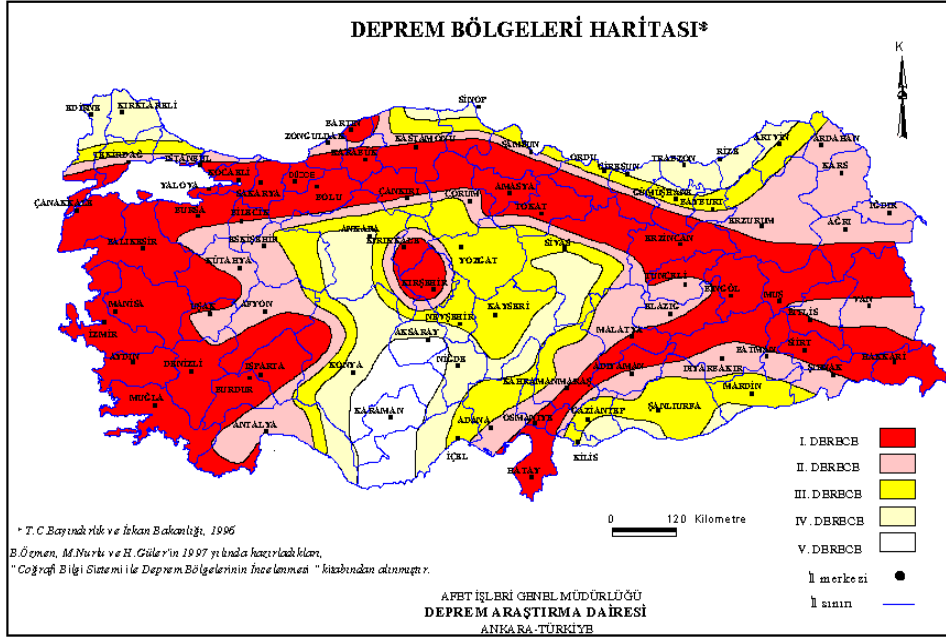 DEPREM BÖLGELERİ HARİTASI*
K
SİNOP
EDİRNE
KIRKLARELİ
BARTIN
ZONGULDAK
KASTAMONU
ARTVİN
ARDAHAN
TEKİRDAĞ
İSTANBUL
KARABÜK
SAMSUN
ORDU
GİRESUN
TRABZON
RİZE
KARS
KOCAELİ
YALOVA
SAKARYA
DÜZCE
BOLU
ÇANKIRI
ÇORUM
AMASYA
TOKAT
GÜMÜŞHANE
BAYBURT
ERZURUM
IĞDIR
AĞRI
ÇANAKKALE
BURSA
BİLECİK
ESKİŞEHİR
ANKARA
KIRIKKALE
YOZGAT
SİVAS
ERZİNCAN
BALIKESİR
KÜTAHYA
KIRŞEHİR
TUNCELİ
BİNGÖL
MUŞ
VAN
MANİSA
UŞAK
AFYON
NEVŞEHİR
KAYSERİ
ELAZIĞ
BİTLİS
İZMİR
AKSARAY
MALATYA
SİİRT
AYDIN
DENİZLİ
ISPARTA
BURDUR
KONYA
NİĞDE
KAHRAMANMARAŞ
ADIYAMAN
DİYARBAKIR
BATMAN
ŞIRNAK
HAKKARİ
MUĞLA
ANTALYA
KARAMAN
ADANA
OSMANİYE
GAZİANTEP
ŞANLIURFA
MARDİN
İÇEL
KİLİS
HATAY
I. DERECE
II. DERECE
III. DERECE
IV. DERECE
V. DERECE
İl merkezi
İl sınırı
0 120 Kilometre
* T.C.Bayındırlık ve İskan Bakanlığı, 1996
B.Özmen, M.Nurlu ve H.Güler'in 1997 yılında hazırladıkları,
"Coğrafi Bilgi Sistemi ile Deprem Bölgelerinin İncelenmesi" kitabından alınmıştır.
AFET İŞLERİ GENEL MÜDÜRLÜĞÜ
DEPREM ARAŞTIRMA DAİRESİ
ANKARA-TÜRKİYE